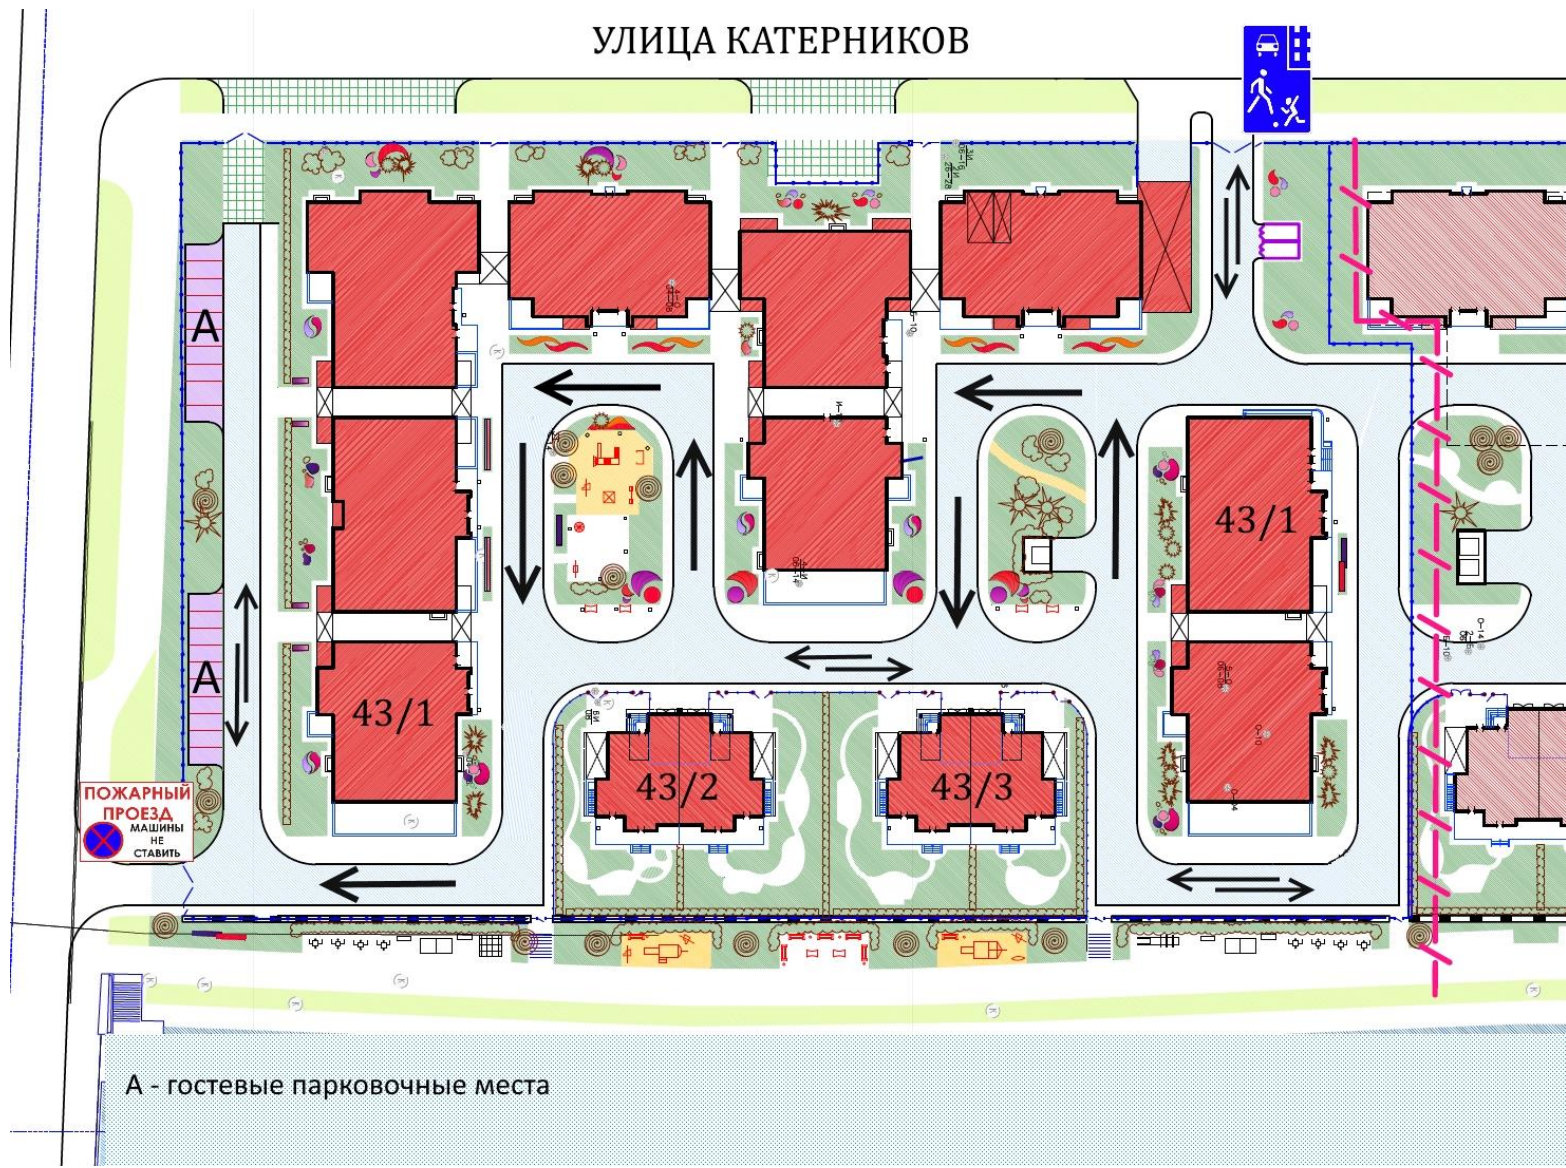 УЛИЦА КАТЕРНИКОВ
А
43/1
А
43/1
43/2
43/3
ПОЖАРНЫЙ
ПРОЕЗД
МАШИНЫ
НЕ
СТАВИТЬ
А - гостевые парковочные места